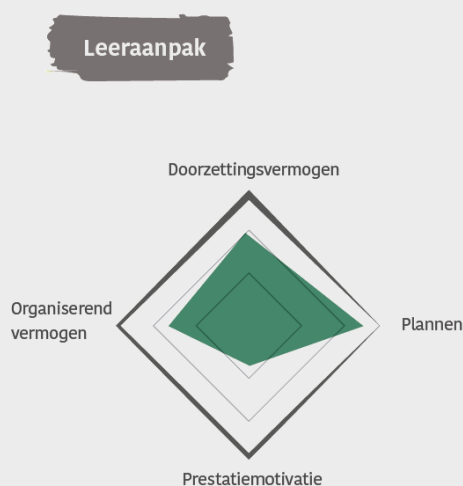 Leeraanpak
Doorzettingsvermogen
Organiserend
vermogen
Plannen
Prestatiemotivatie